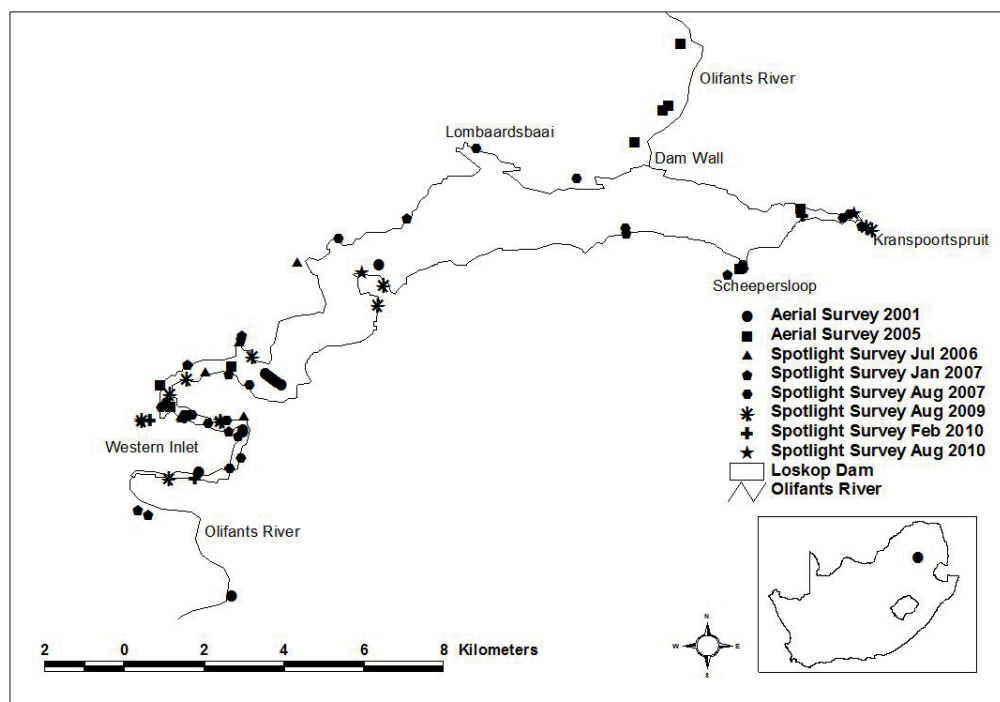 Olifants River
Lombaardsbaai
Dam Wall
Kranspoortspruit
Scheepersloop
Aerial Survey 2001
Aerial Survey 2005
Spotlight Survey Jul 2006
Spotlight Survey Jan 2007
Spotlight Survey Aug 2007
Spotlight Survey Aug 2009
Spotlight Survey Feb 2010
Spotlight Survey Aug 2010
Loskop Dam
Olifants River
Western Inlet
Olifants River
N
W E
S
2 0 2 4 6 8 Kilometers